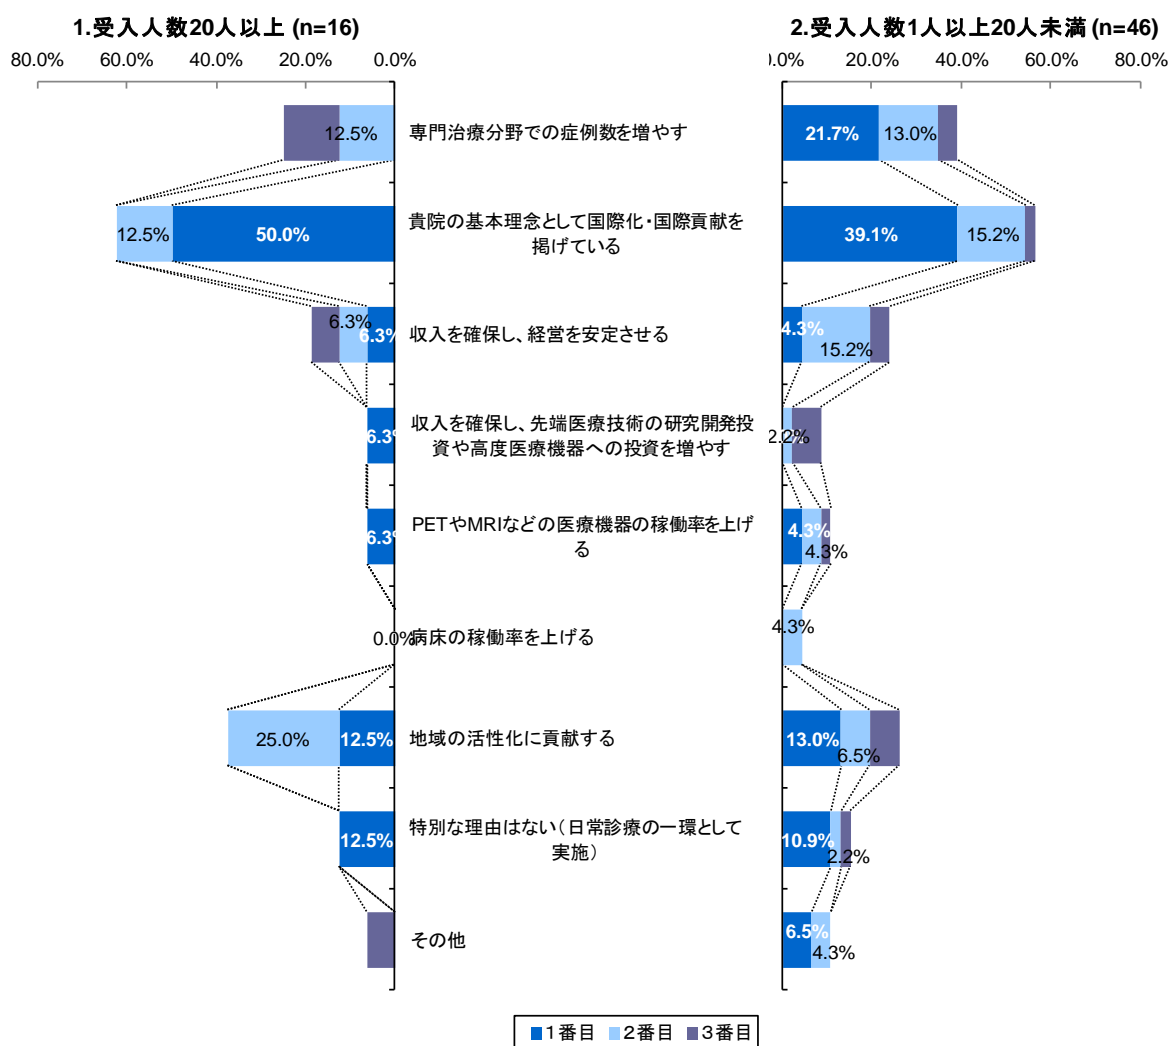 1.受入人数20人以上 (n=16)
2.受入人数1人以上20人未満 (n=46)
80.0% 60.0% 40.0% 20.0% 0.0%
0.0% 20.0% 40.0% 60.0% 80.0%
12.5%
専門治療分野での症例数を増やす
21.7% 13.0%
12.5% 50.0%
貴院の基本理念として国際化・国際貢献を
掲げている
39.1% 15.2%
6.3% 6.3%
収入を確保し、経営を安定させる
4.3% 15.2%
6.3%
収入を確保し、先端医療技術の研究開発投
資や高度医療機器への投資を増やす
2.2%
6.3%
PETやMRIなどの医療機器の稼働率を上げ
る
4.3% 4.3%
0.0%
病床の稼働率を上げる
4.3%
25.0% 12.5%
地域の活性化に貢献する
13.0% 6.5%
12.5%
特別な理由はない(日常診療の一環として
実施)
10.9% 2.2%
その他
6.5% 4.3%
1番目 2番目 3番目